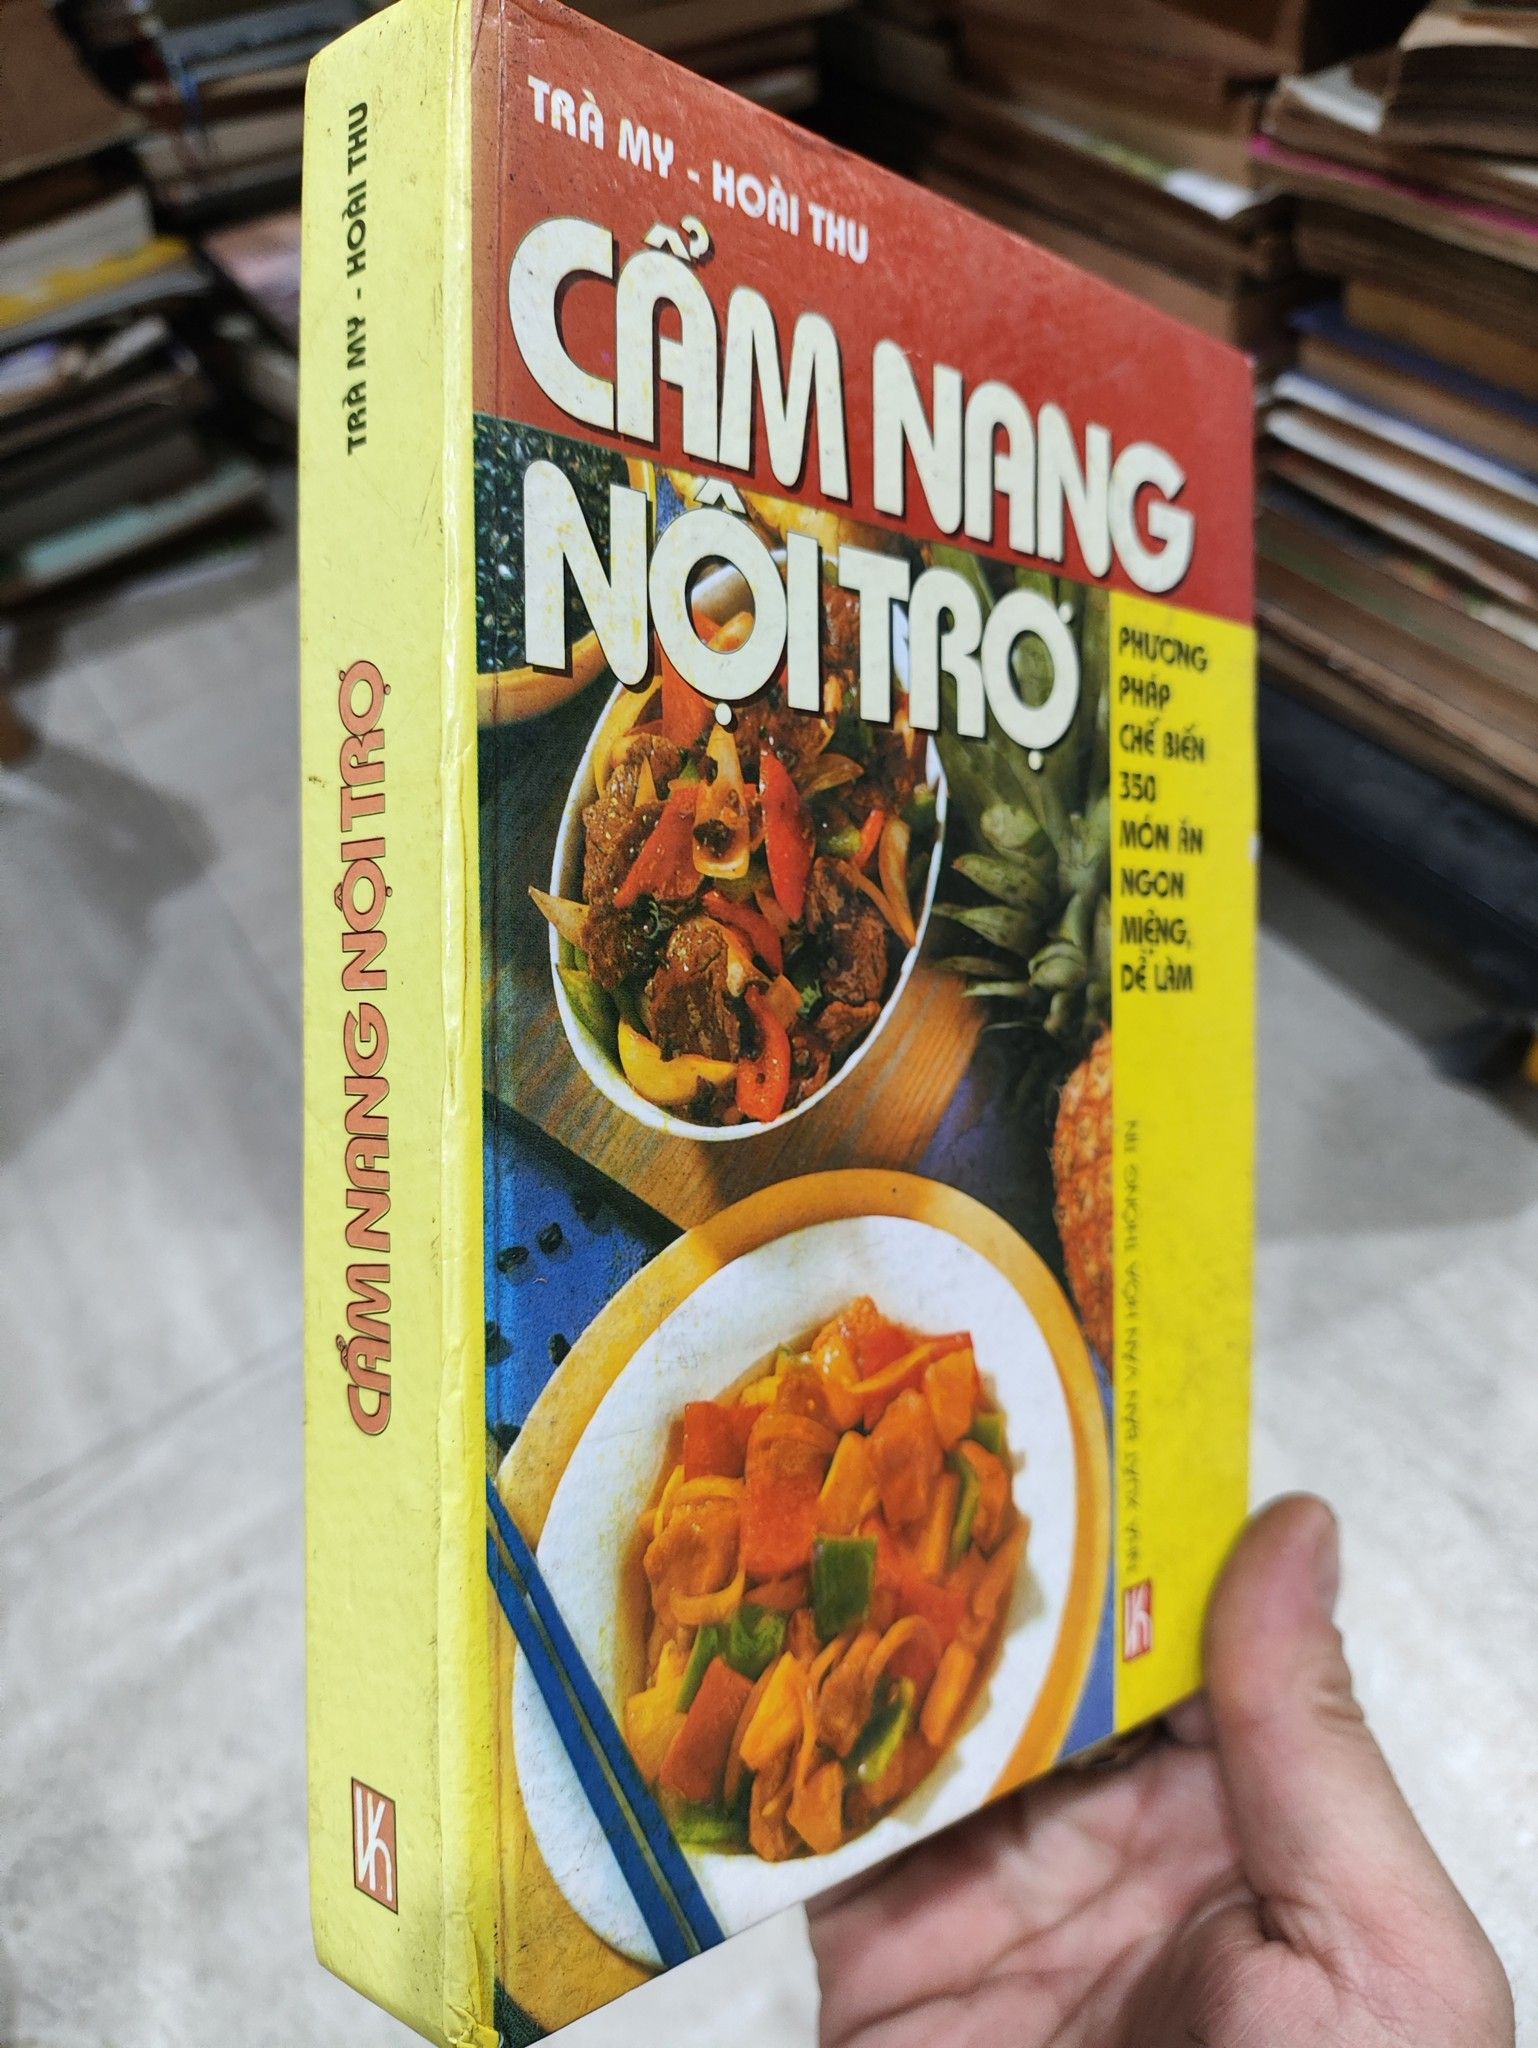 TRÀ MY - HOÀI THU
CẨM NANG NỘI TRỢ
TRÀ MY - HOÀI THU
CẨM NANG
NỘI TRỢ
PHƯƠNG
PHÁP
CHẾ BIẾN
350
MÓN ĂN
NGON
MIỆNG,
DỂ LÀM
NHÀ XUẤT BẢN VĂN HÓA THÔNG TIN